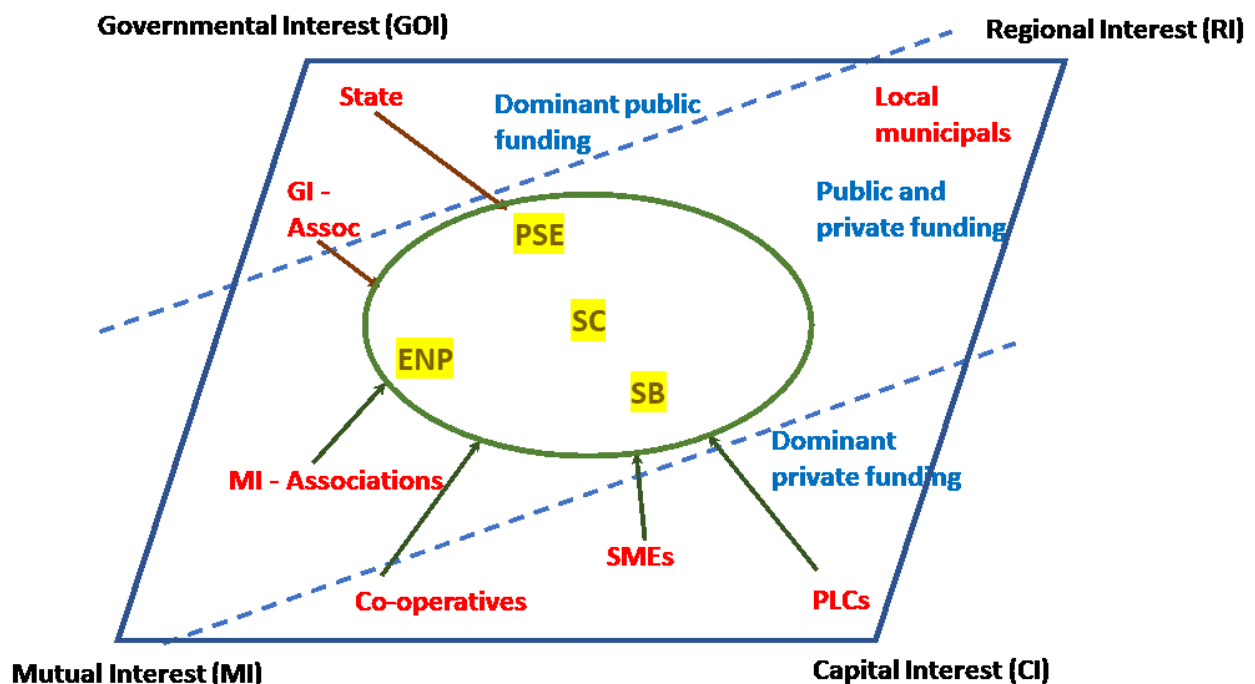 Governmental Interest (GOI)
Regional Interest (RI)
State
Dominant public
funding
Local
municipals
GI -
Assoc
Public and
private funding
PSE
SC
ENP
SB
Dominant
private funding
MI - Associations
SMEs
Co-operatives
PLCs
Mutual Interest (MI)
Capital Interest (CI)